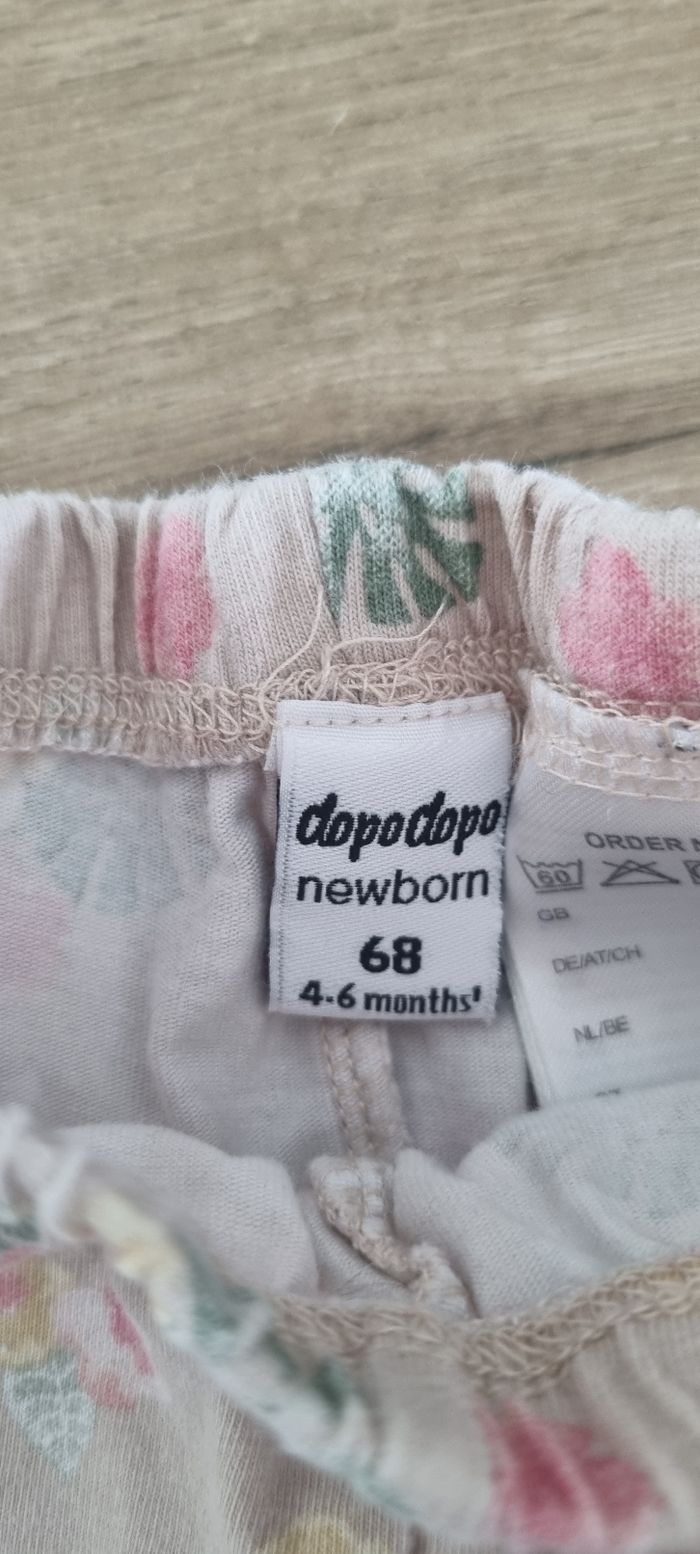 dopodopo
newborn
68
4-6 months'
ORDER
60
GB
DE/AT/CH
NL/BE